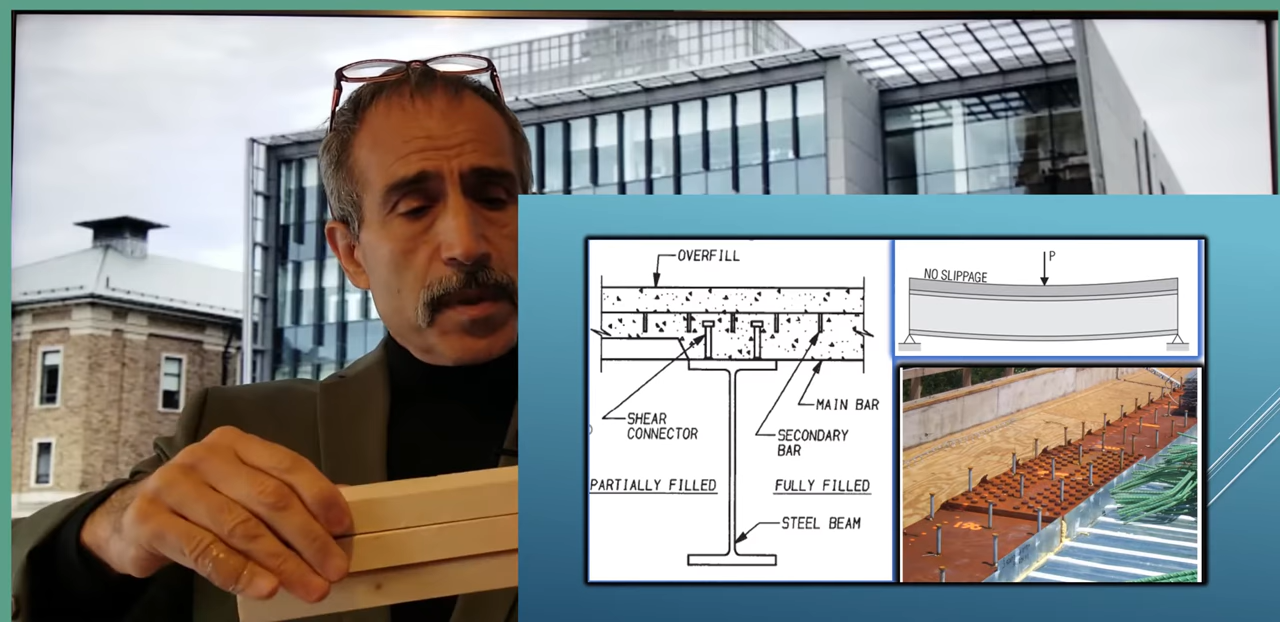 OVERFILL
SHEAR
CONNECTOR
MAIN BAR
SECONDARY
BAR
PARTIALLY FILLED
FULLY FILLED
STEEL BEAM
P
NO SLIPPAGE